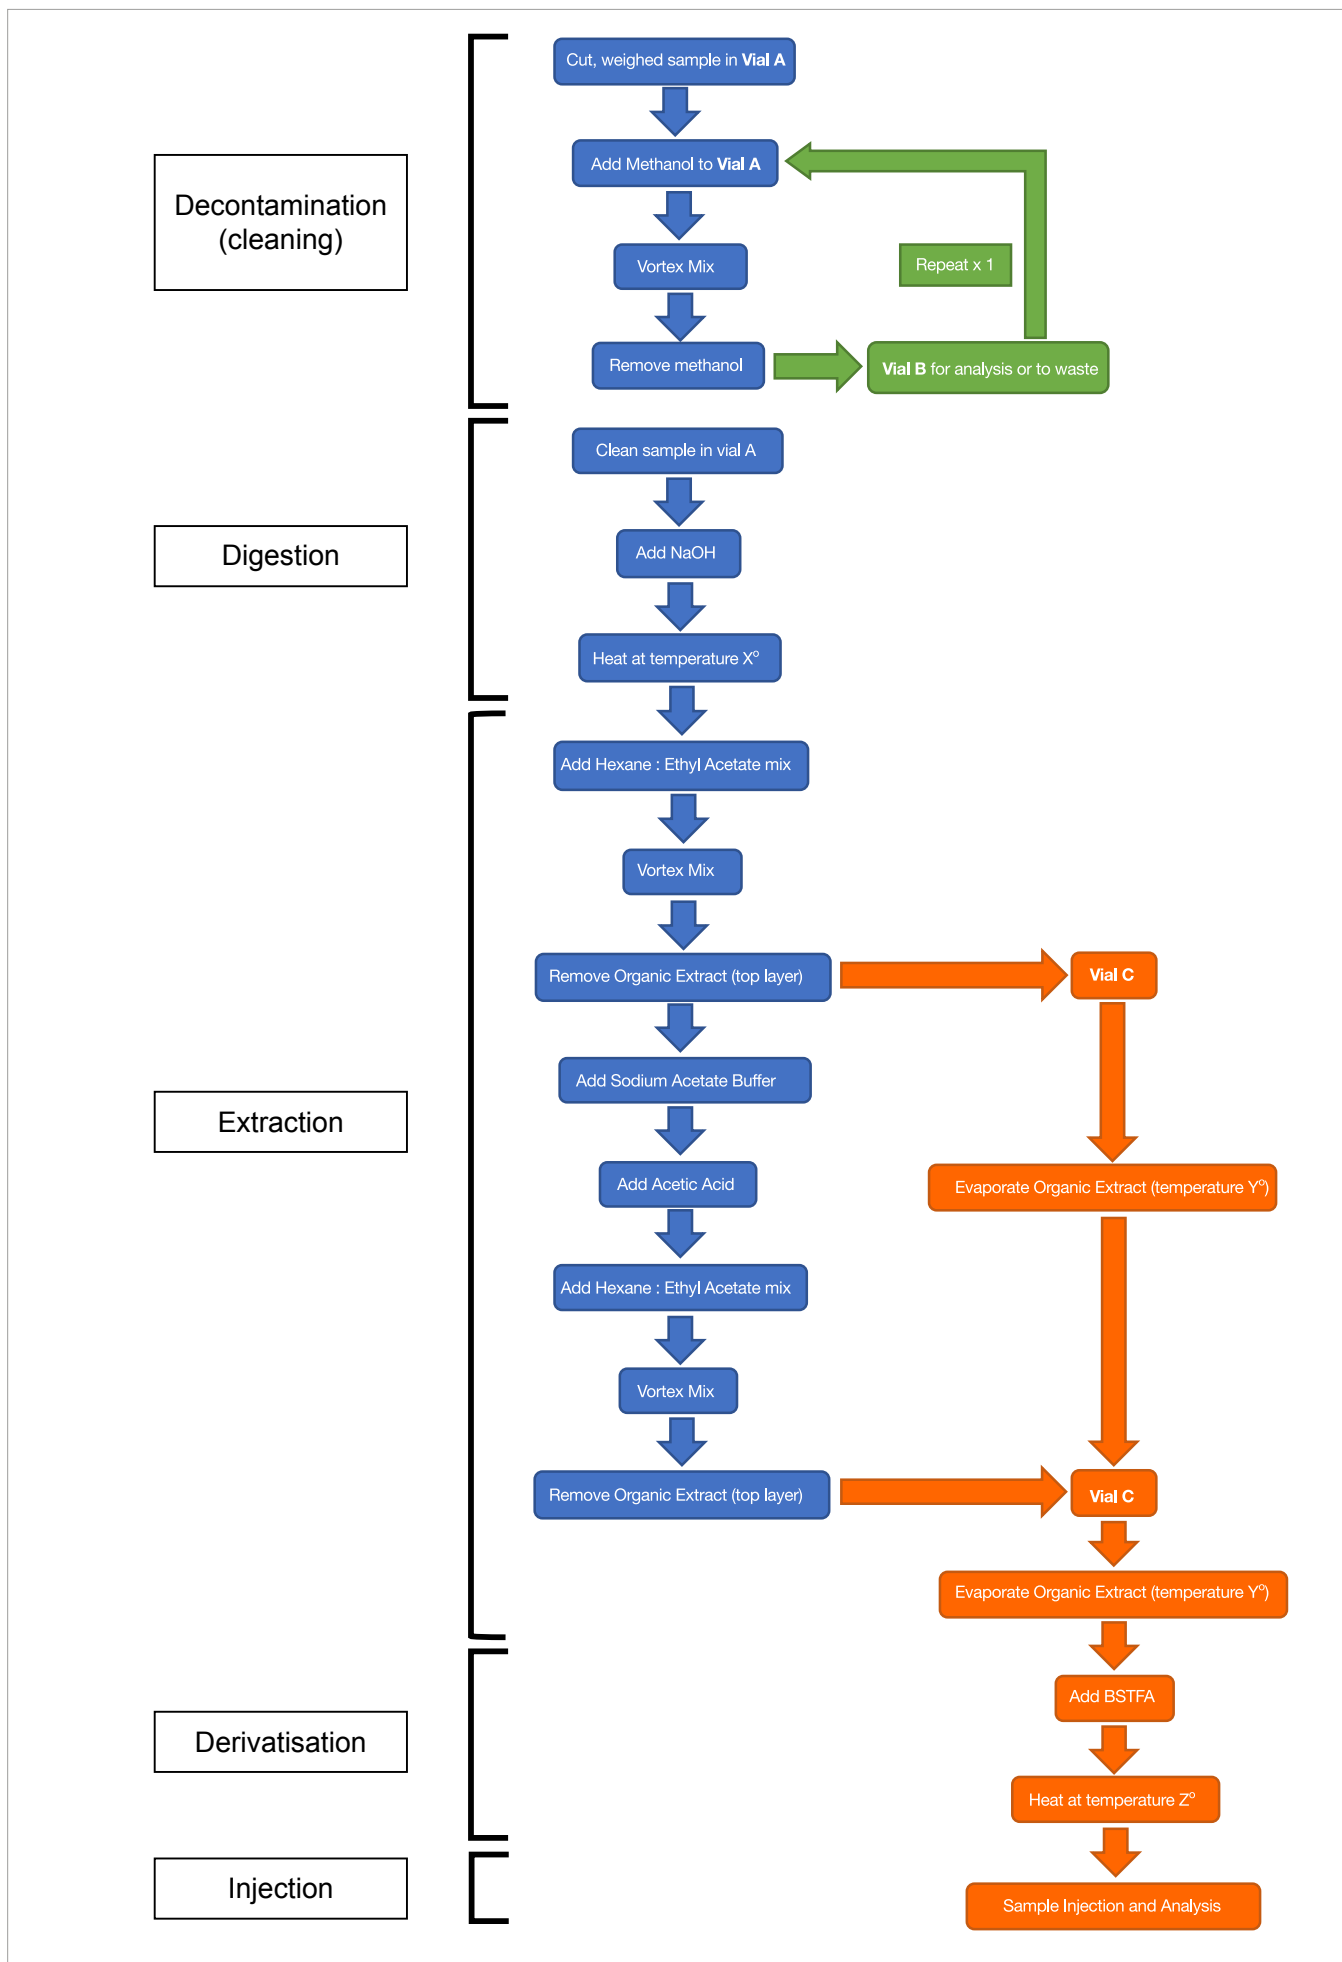 Cut, weighed sample in Vial A
Add Methanol to Vial A
Decontamination
(cleaning)
Vortex Mix
Repeat x 1
Remove methanol
Vial B for analysis or to waste
Clean sample in vial A
Digestion
Add NaOH
Heat at temperature X°
Add Hexane : Ethyl Acetate mix
Vortex Mix
Remove Organic Extract (top layer)
Vial C
Add Sodium Acetate Buffer
Extraction
Add Acetic Acid
Evaporate Organic Extract (temperature Y°)
Add Hexane : Ethyl Acetate mix
Vortex Mix
Remove Organic Extract (top layer)
Vial C
Evaporate Organic Extract (temperature Y°)
Add BSTFA
Derivatisation
Heat at temperature Z°
Injection
Sample Injection and Analysis